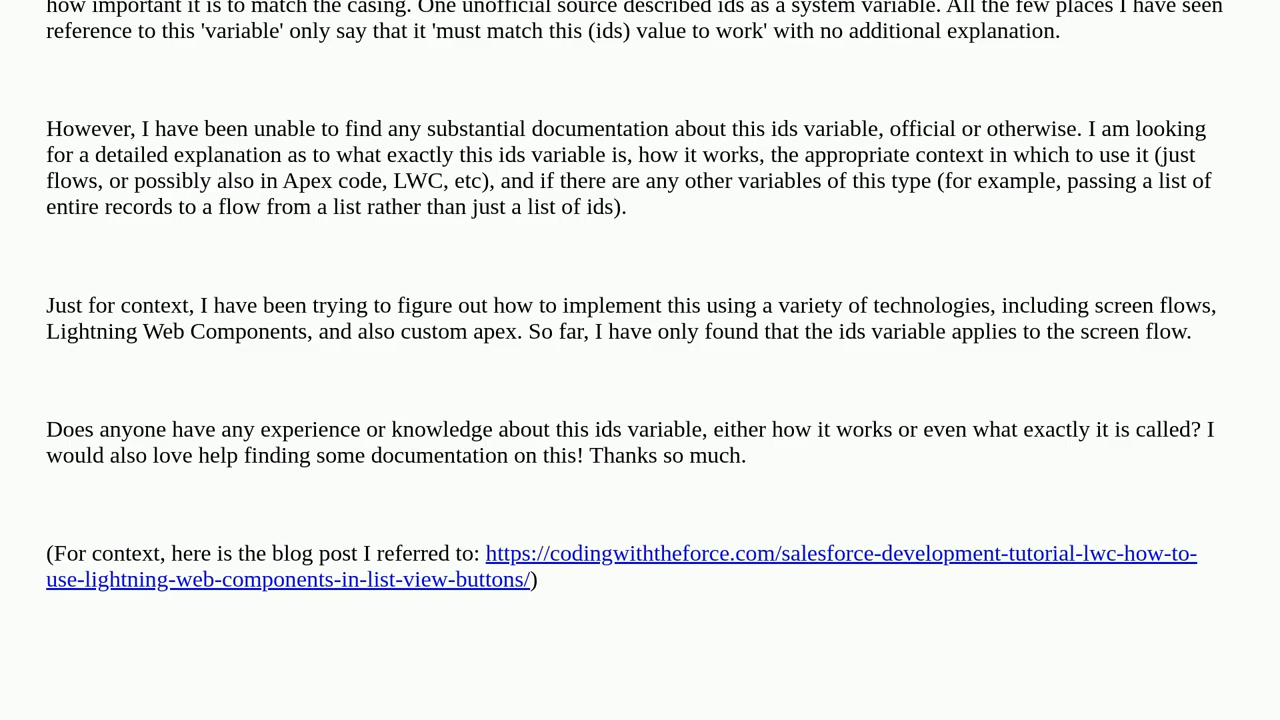 how important it is to match the casing. One unofficial source described ids as a system variable. All the few places I have seen
reference to this 'variable' only say that it 'must match this (ids) value to work' with no additional explanation.
However, I have been unable to find any substantial documentation about this ids variable, official or otherwise. I am looking
for a detailed explanation as to what exactly this ids variable is, how it works, the appropriate context in which to use it (just
flows, or possibly also in Apex code, LWC, etc), and if there are any other variables of this type (for example, passing a list of
entire records to a flow from a list rather than just a list of ids).
Just for context, I have been trying to figure out how to implement this using a variety of technologies, including screen flows,
Lightning Web Components, and also custom apex. So far, I have only found that the ids variable applies to the screen flow.
Does anyone have any experience or knowledge about this ids variable, either how it works or even what exactly it is called? I
would also love help finding some documentation on this! Thanks so much.
(For context, here is the blog post I referred to: https://codingwiththeforce.com/salesforce-development-tutorial-lwc-how-to-
use-lightning-web-components-in-list-view-buttons/)